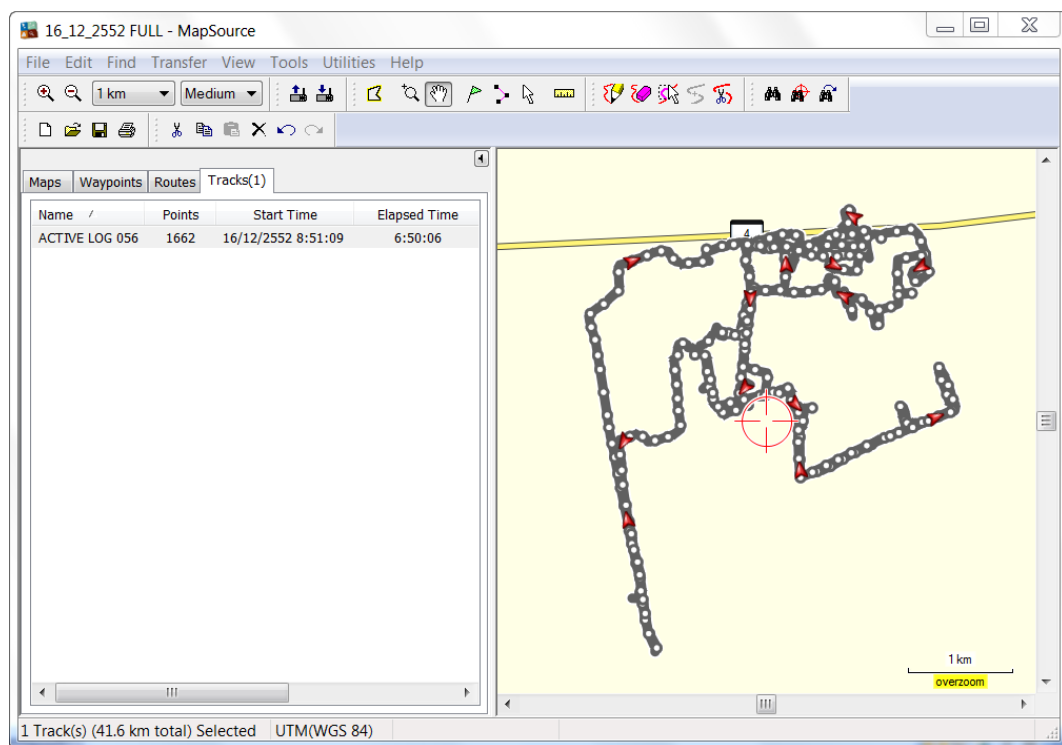 16_12_2552 FULL - MapSource
File Edit Find Transfer View Tools Utilities Help
1 km Medium
Maps Waypoints Routes Tracks(1)
Name / Points Start Time Elapsed Time
ACTIVE LOG 056 1662 16/12/2552 8:51:09 6:50:06
4
1 km
overzoom
1 Track(s) (41.6 km total) Selected UTM(WGS 84)